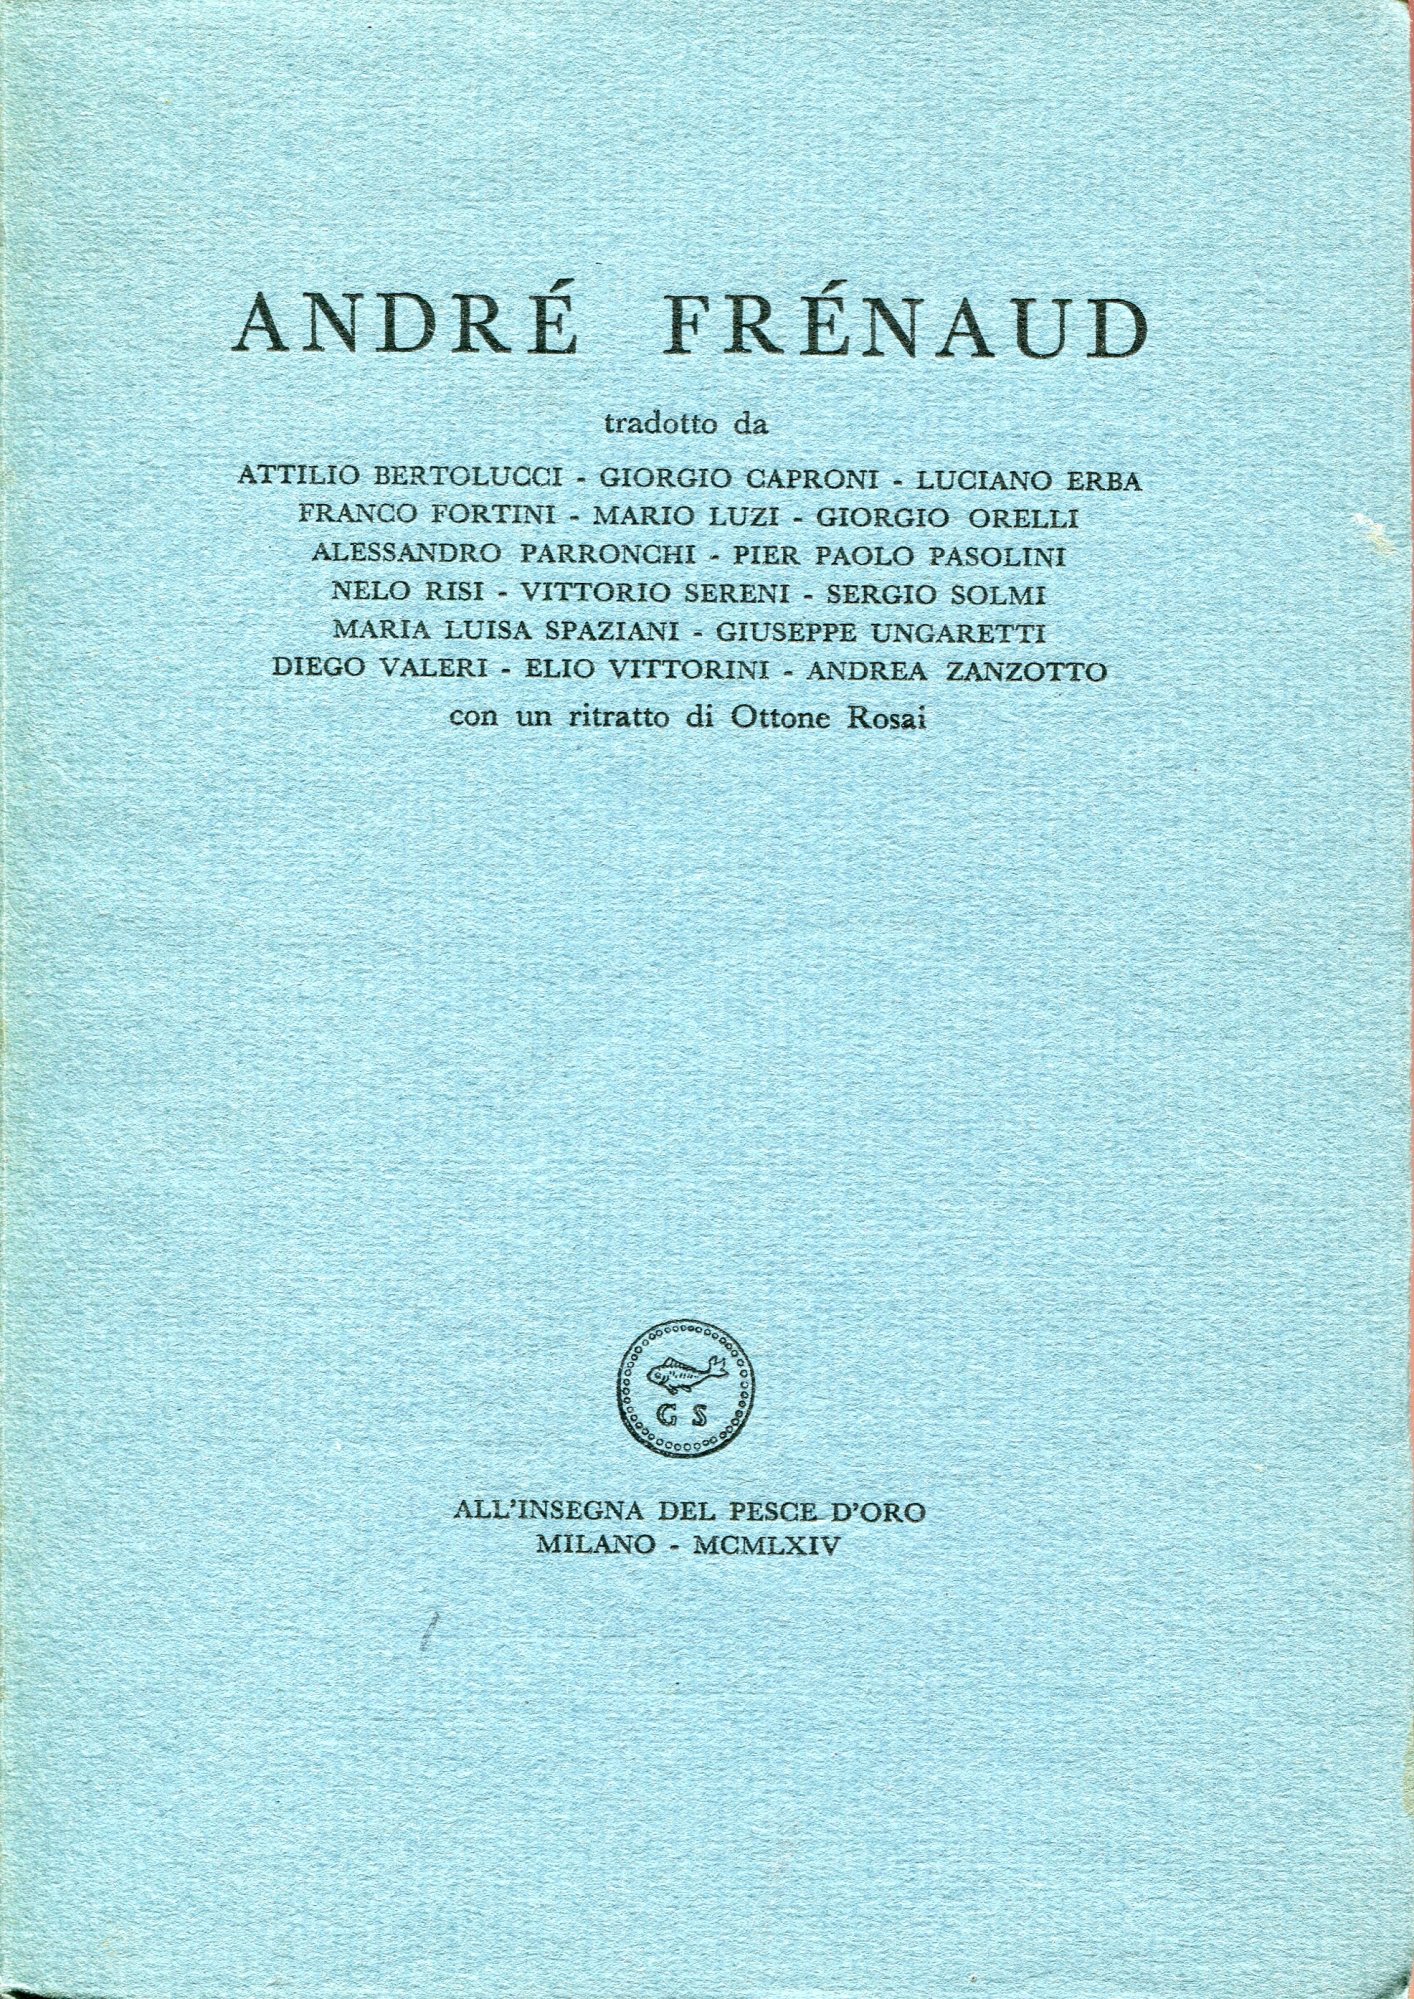 ANDRÉ FRÉNAUD
tradotto da
ATTILIO BERTOLUCCI - GIORGIO CAPRONI - LUCIANO ERBA
FRANCO FORTINI - MARIO LUZI - GIORGIO ORELLI
ALESSANDRO PARRONCHI - PIER PAOLO PASOLINI
NELO RISI - VITTORIO SERENI - SERGIO SOLMI
MARIA LUISA SPAZIANI - GIUSEPPE UNGARETTI
DIEGO VALERI - ELIO VITTORINI - ANDREA ZANZOTTO
con un ritratto di Ottone Rosai
G S
ALL'INSEGNA DEL PESCE D'ORO
MILANO - MCMLXIV